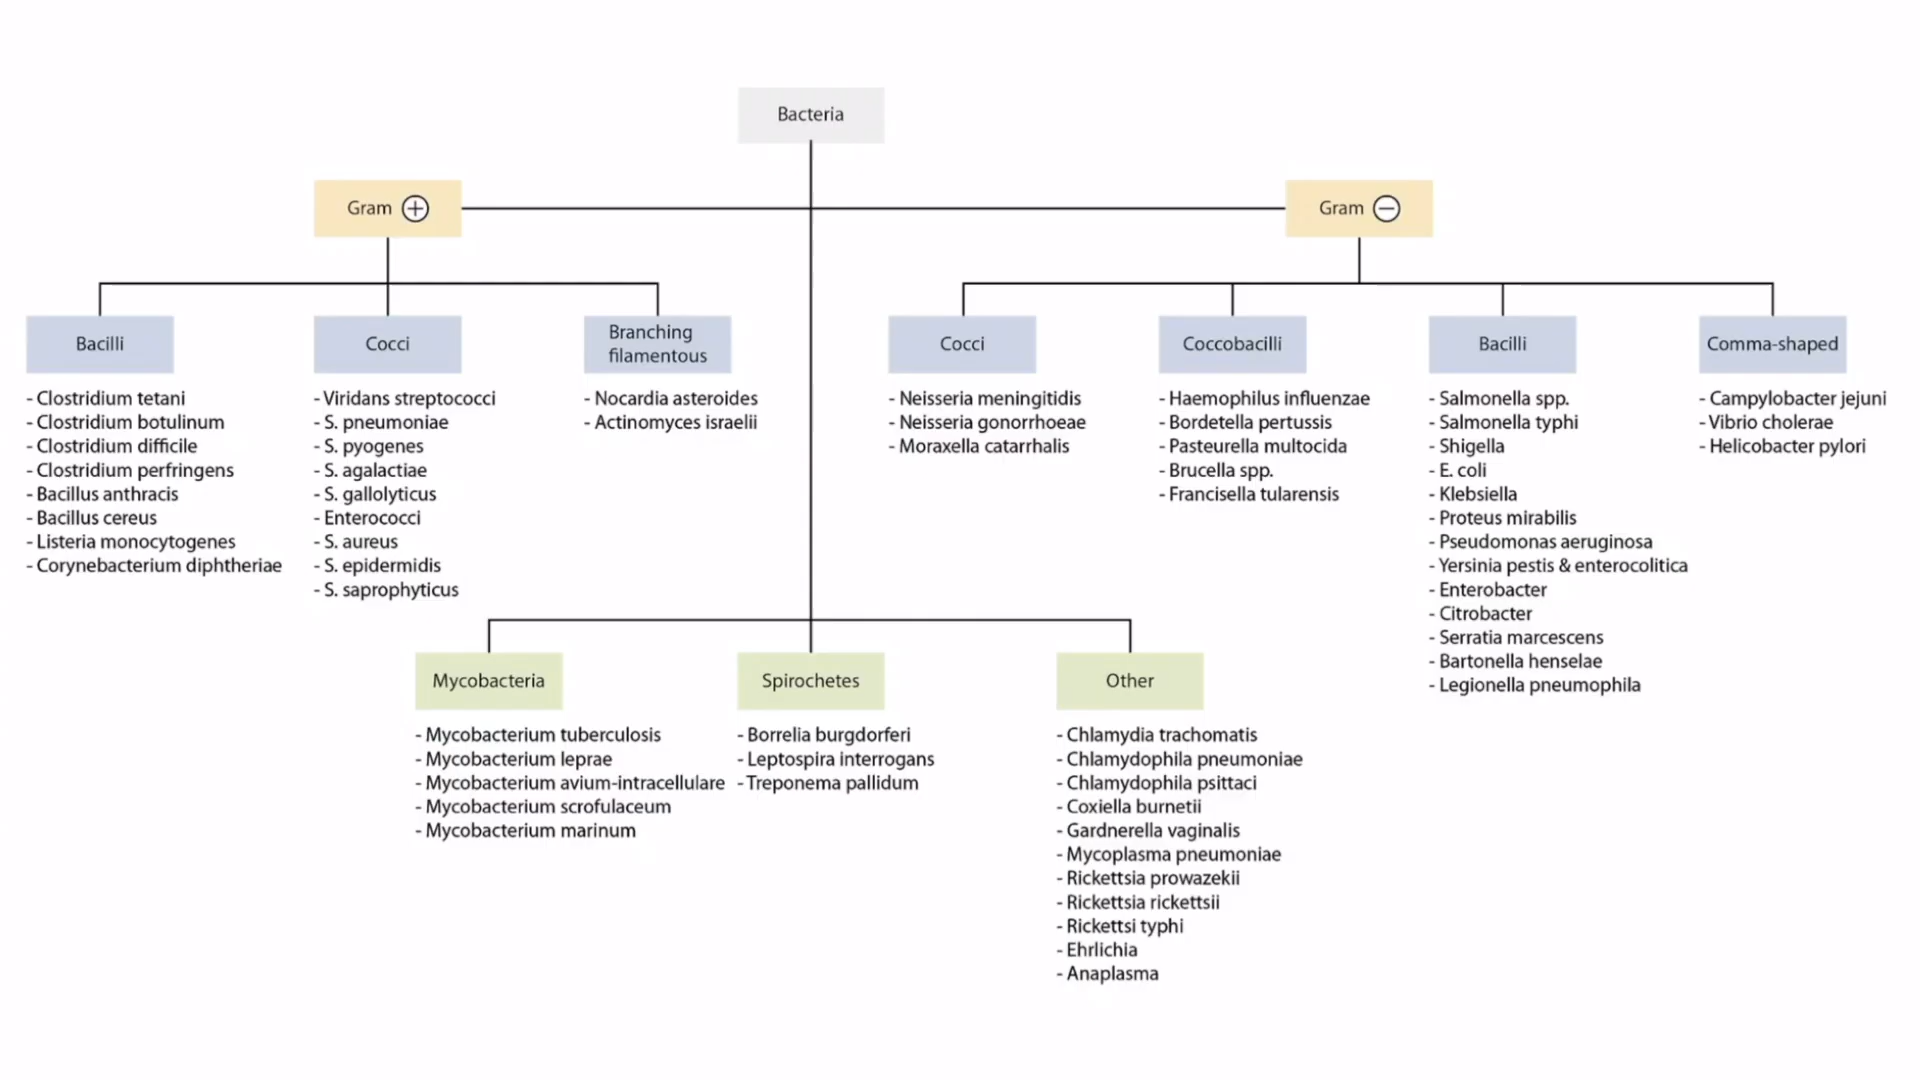 Bacteria
Gram +
Gram −
Bacilli
- Clostridium tetani
- Clostridium botulinum
- Clostridium difficile
- Clostridium perfringens
- Bacillus anthracis
- Bacillus cereus
- Listeria monocytogenes
- Corynebacterium diphtheriae
Cocci
- Viridans streptococci
- S. pneumoniae
- S. pyogenes
- S. agalactiae
- S. gallolyticus
- Enterococci
- S. aureus
- S. epidermidis
- S. saprophyticus
Branching
filamentous
- Nocardia asteroides
- Actinomyces israelii
Cocci
- Neisseria meningitidis
- Neisseria gonorrhoeae
- Moraxella catarrhalis
Coccobacilli
- Haemophilus influenzae
- Bordetella pertussis
- Pasteurella multocida
- Brucella spp.
- Francisella tularensis
Bacilli
- Salmonella spp.
- Salmonella typhi
- Shigella
- E. coli
- Klebsiella
- Proteus mirabilis
- Pseudomonas aeruginosa
- Yersinia pestis & enterocolitica
- Enterobacter
- Citrobacter
- Serratia marcescens
- Bartonella henselae
- Legionella pneumophila
Comma-shaped
- Campylobacter jejuni
- Vibrio cholerae
- Helicobacter pylori
Mycobacteria
- Mycobacterium tuberculosis
- Mycobacterium leprae
- Mycobacterium avium-intracellulare
- Mycobacterium scrofulaceum
- Mycobacterium marinum
Spirochetes
- Borrelia burgdorferi
- Leptospira interrogans
- Treponema pallidum
Other
- Chlamydia trachomatis
- Chlamydophila pneumoniae
- Chlamydophila psittaci
- Coxiella burnetii
- Gardnerella vaginalis
- Mycoplasma pneumoniae
- Rickettsia prowazekii
- Rickettsia rickettsii
- Rickettsi typhi
- Ehrlichia
- Anaplasma